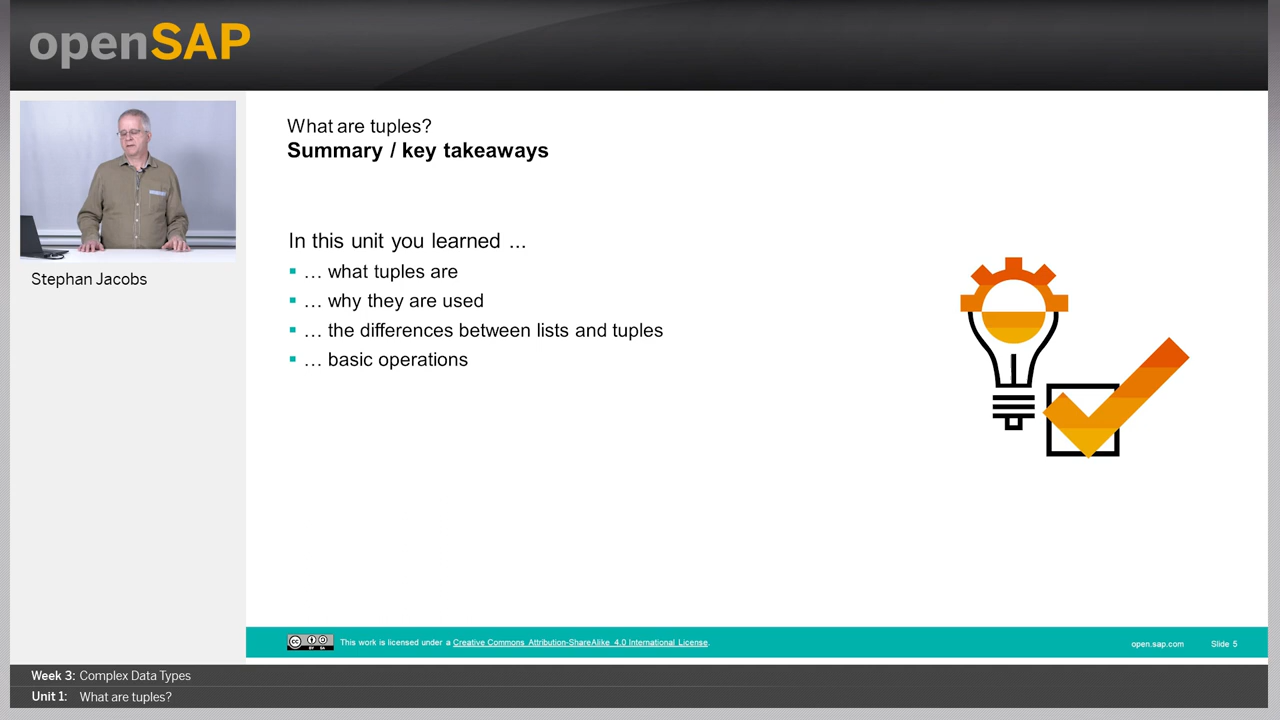 openSAP
What are tuples?
Summary / key takeaways
Stephan Jacobs
In this unit you learned ...
… what tuples are
… why they are used
… the differences between lists and tuples
… basic operations
CC BY SA
This work is licensed under a Creative Commons Attribution-ShareAlike 4.0 International License.
open.sap.com
Slide 5
Week 3: Complex Data Types
Unit 1: What are tuples?